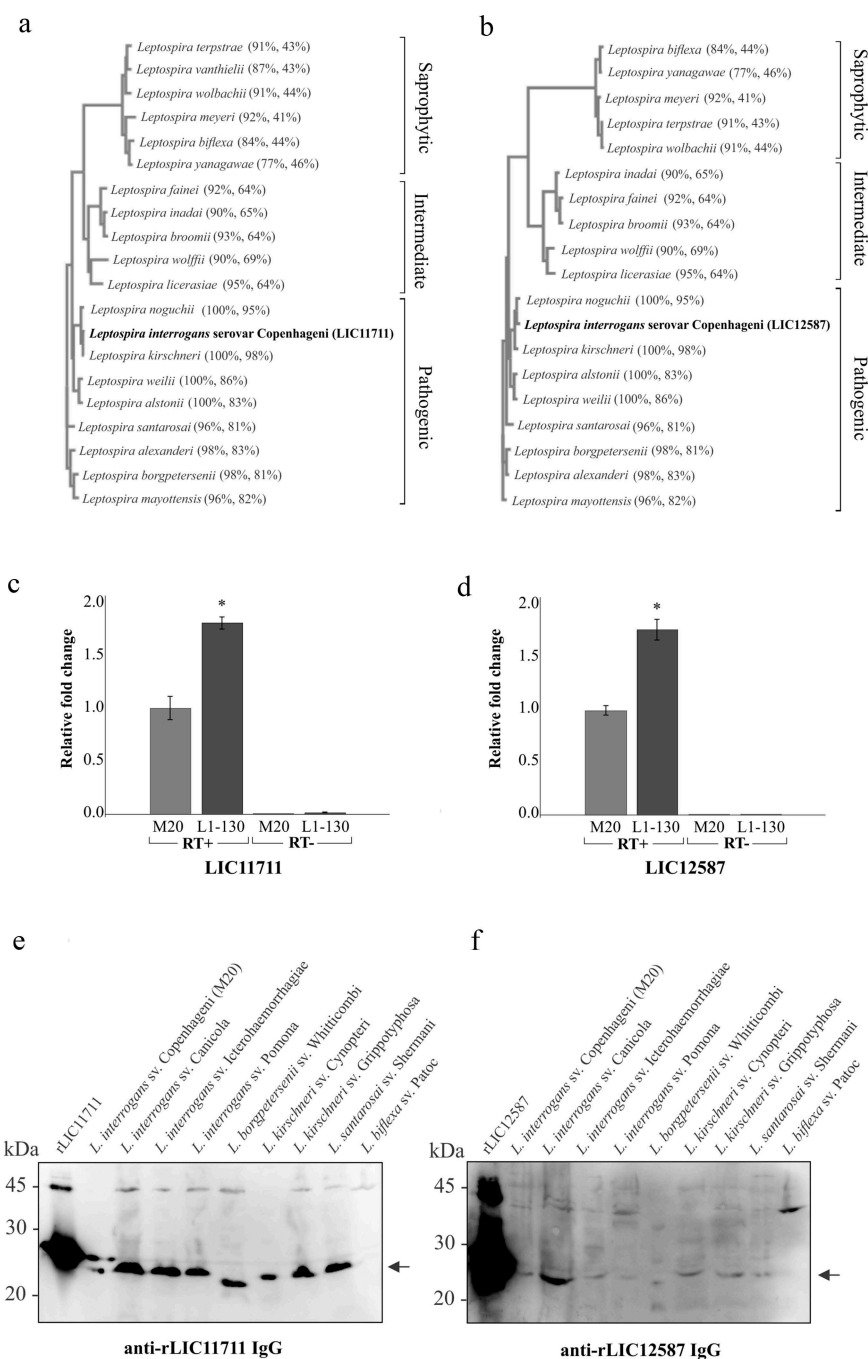 a
Leptospira terpstrae (91%, 43%)
Leptospira vanthielii (87%, 43%)
Leptospira wolbachii (91%, 44%)
Leptospira meyeri (92%, 41%)
Leptospira biflexa (84%, 44%)
Leptospira yanagawae (77%, 46%)
Saprophytic
Leptospira fainei (92%, 64%)
Leptospira inadai (90%, 65%)
Leptospira broomii (93%, 64%)
Leptospira wolffii (90%, 69%)
Leptospira licerasiae (95%, 64%)
Intermediate
Leptospira noguchii (100%, 95%)
Leptospira interrogans serovar Copenhageni (LIC11711)
Leptospira kirschneri (100%, 98%)
Leptospira weilii (100%, 86%)
Leptospira alstonii (100%, 83%)
Leptospira santarosai (96%, 81%)
Leptospira alexanderi (98%, 83%)
Leptospira borgpetersenii (98%, 81%)
Leptospira mayottensis (96%, 82%)
Pathogenic
b
Leptospira biflexa (84%, 44%)
Leptospira yanagawae (77%, 46%)
Leptospira meyeri (92%, 41%)
Leptospira terpstrae (91%, 43%)
Leptospira wolbachii (91%, 44%)
Saprophytic
Leptospira inadai (90%, 65%)
Leptospira fainei (92%, 64%)
Leptospira broomii (93%, 64%)
Leptospira wolffii (90%, 69%)
Leptospira licerasiae (95%, 64%)
Intermediate
Leptospira noguchii (100%, 95%)
Leptospira interrogans serovar Copenhageni (LIC12587)
Leptospira kirschneri (100%, 98%)
Leptospira alstonii (100%, 83%)
Leptospira weilii (100%, 86%)
Leptospira santarosai (96%, 81%)
Leptospira borgpetersenii (98%, 81%)
Leptospira alexanderi (98%, 83%)
Leptospira mayottensis (96%, 82%)
Pathogenic
c
Relative fold change
2.0
1.5
1.0
0.5
0.0
*
M20 L1-130 M20 L1-130
RT+ RT-
LIC11711
d
Relative fold change
2.0
1.5
1.0
0.5
0.0
*
M20 L1-130 M20 L1-130
RT+ RT-
LIC12587
e
kDa
rLIC11711
L. interrogans sv. Copenhageni (M20)
L. interrogans sv. Canicola
L. interrogans sv. Icterohaemorrhagiae
L. interrogans sv. Pomona
L. borgpetersenii sv. Whitticombi
L. kirschneri sv. Cynopteri
L. kirschneri sv. Grippotyphosa
L. santarosai sv. Shermani
L. biflexa sv. Patoc
45
30
20
anti-rLIC11711 IgG
f
kDa
rLIC12587
L. interrogans sv. Copenhageni (M20)
L. interrogans sv. Canicola
L. interrogans sv. Icterohaemorrhagiae
L. interrogans sv. Pomona
L. borgpetersenii sv. Whitticombi
L. kirschneri sv. Cynopteri
L. kirschneri sv. Grippotyphosa
L. santarosai sv. Shermani
L. biflexa sv. Patoc
45
30
20
anti-rLIC12587 IgG